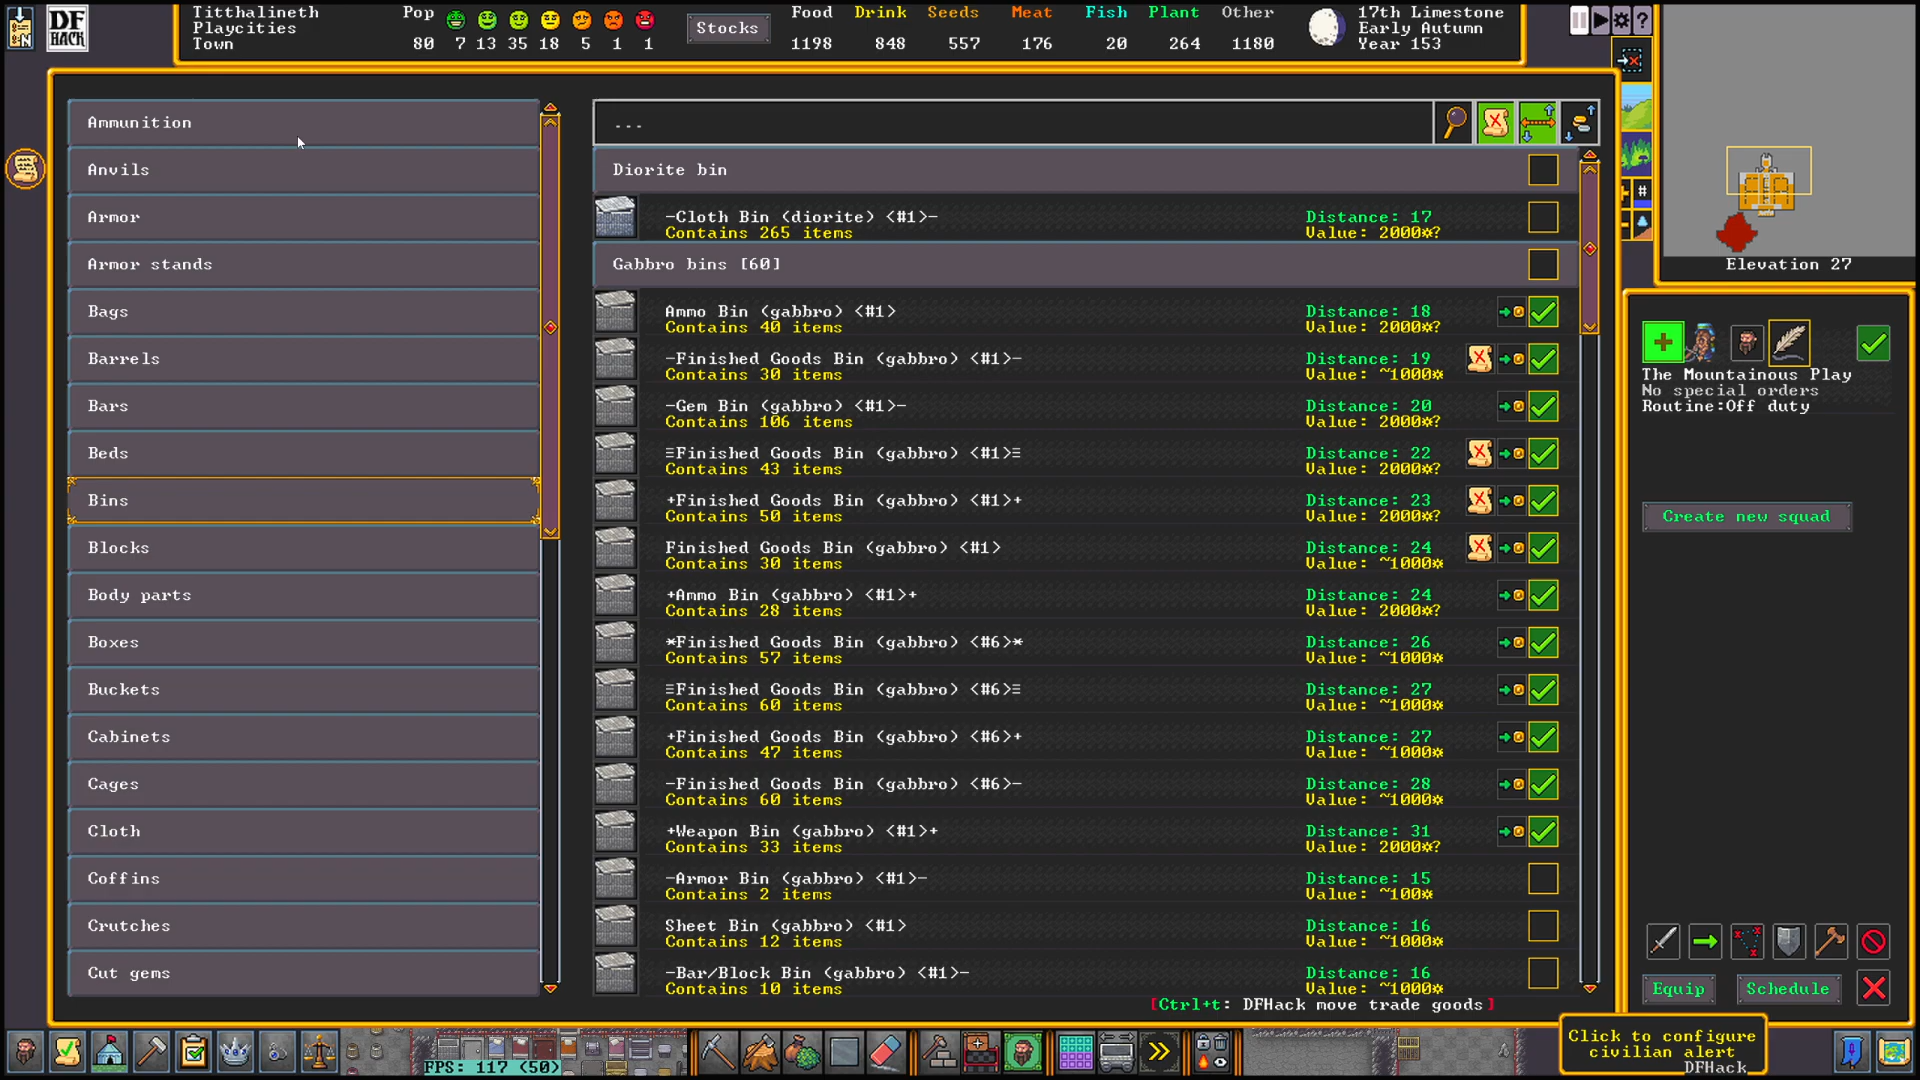 DF
HACK
Titthalineth
Playcities
Town
Pop
80 7 13 35 18 5 1 1
Stocks
Food Drink Seeds Meat Fish Plant Other
1198 848 557 176 20 264 1180
17th Limestone
Early Autumn
Year 153
Ammunition
Anvils
Armor
Armor stands
Bags
Barrels
Bars
Beds
Bins
Blocks
Body parts
Boxes
Buckets
Cabinets
Cages
Cloth
Coffins
Crutches
Cut gems
...
Diorite bin
-Cloth Bin (diorite) <#1>- Distance: 17
Contains 265 items Value: 2000☼?
Gabbro bins [60]
Ammo Bin (gabbro) <#1> Distance: 18
Contains 40 items Value: 2000☼?
-Finished Goods Bin (gabbro) <#1>- Distance: 19
Contains 30 items Value: ~1000☼
-Gem Bin (gabbro) <#1>- Distance: 20
Contains 106 items Value: 2000☼?
≡Finished Goods Bin (gabbro) <#1>≡ Distance: 22
Contains 43 items Value: 2000☼?
+Finished Goods Bin (gabbro) <#1>+ Distance: 23
Contains 50 items Value: 2000☼?
Finished Goods Bin (gabbro) <#1> Distance: 24
Contains 30 items Value: ~1000☼
+Ammo Bin (gabbro) <#1>+ Distance: 24
Contains 28 items Value: 2000☼?
*Finished Goods Bin (gabbro) <#6>* Distance: 26
Contains 57 items Value: ~1000☼
≡Finished Goods Bin (gabbro) <#6>≡ Distance: 27
Contains 60 items Value: ~1000☼
+Finished Goods Bin (gabbro) <#6>+ Distance: 27
Contains 47 items Value: ~1000☼
-Finished Goods Bin (gabbro) <#6>- Distance: 28
Contains 60 items Value: ~1000☼
+Weapon Bin (gabbro) <#1>+ Distance: 31
Contains 33 items Value: 2000☼?
-Armor Bin (gabbro) <#1>- Distance: 15
Contains 2 items Value: ~100☼
Sheet Bin (gabbro) <#1> Distance: 16
Contains 12 items Value: ~1000☼
-Bar/Block Bin (gabbro) <#1>- Distance: 16
Contains 10 items Value: ~1000☼
[Ctrl+t: DFHack move trade goods]
Elevation 27
The Mountainous Play
No special orders
Routine:Off duty
Create new squad
Equip
Schedule
Click to configure
civilian alert
DFHack
FPS: 117 (50)